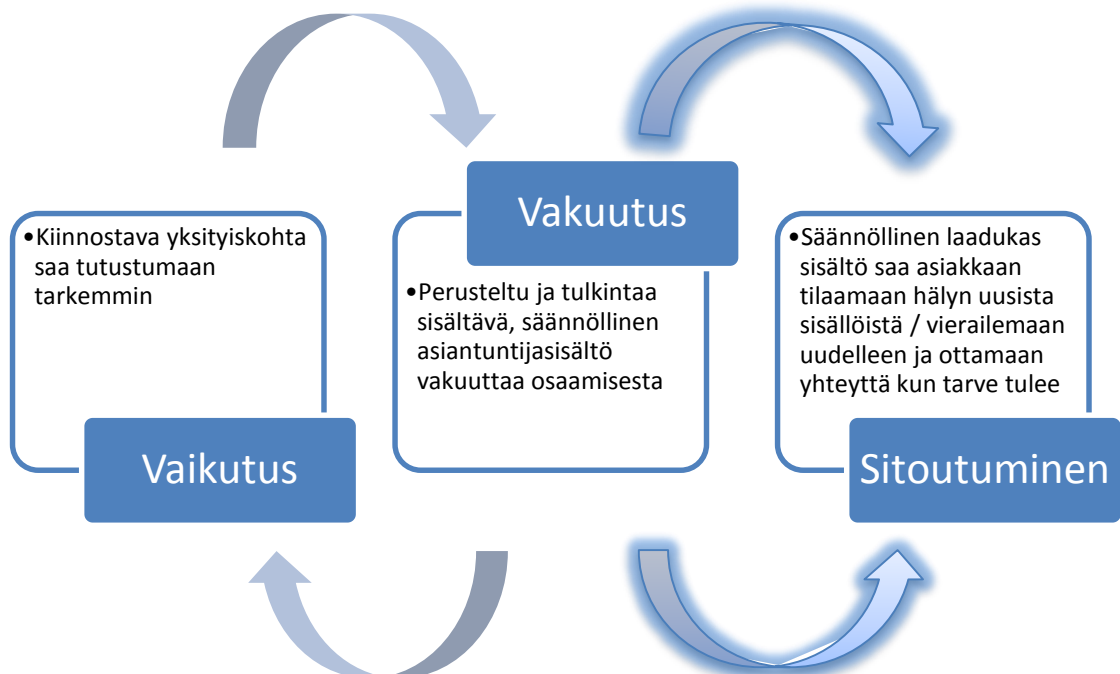 •Kiinnostava yksityiskohta
saa tutustumaan
tarkemmin
Vaikutus
Vakuutus
•Perusteltu ja tulkintaa
sisältävä, säännöllinen
asiantuntijasisältö
vakuuttaa osaamisesta
•Säännöllinen laadukas
sisältö saa asiakkaan
tilaamaan hälyn uusista
sisällöistä / vierailemaan
uudelleen ja ottamaan
yhteyttä kun tarve tulee
Sitoutuminen